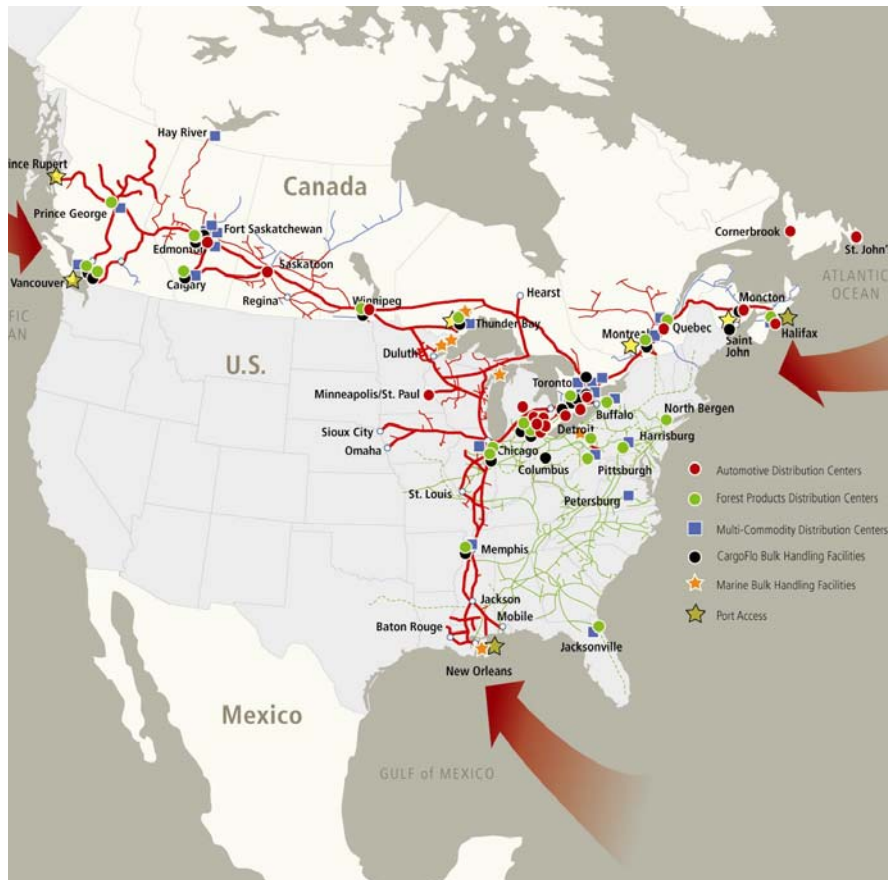 Hay River
ince Rupert
Canada
Prince George
Fort Saskatchewan
Edmonton
Cornerbrook
St. John'
Saskatoon
Vancouver
Calgary
ATLANTIC
OCEAN
Regina
Winnipeg
Hearst
Moncton
FIC
AN
Thunder Bay
Montreal
Quebec
Saint
John
Halifax
Duluth
U.S.
Toronto
Minneapolis/St. Paul
Buffalo
North Bergen
Sioux City
Detroit
Harrisburg
Omaha
Chicago
Columbus
Pittsburgh
Automotive Distribution Centers
St. Louis
Petersburg
Forest Products Distribution Centers
Multi-Commodity Distribution Centers
Memphis
CargoFlo Bulk Handling Facilities
Marine Bulk Handling Facilities
Jackson
Mobile
Port Access
Baton Rouge
Jacksonville
New Orleans
Mexico
GULF of MEXICO